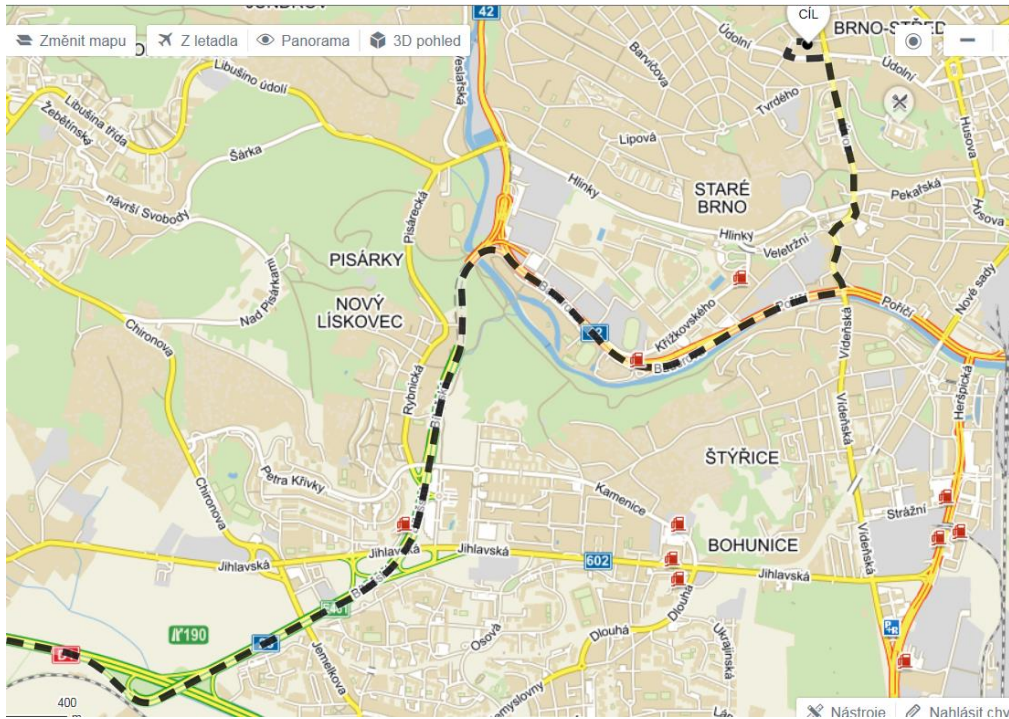 JUNDROV
42
CÍL
BRNO-STŘED
Změnit mapu
Z letadla
Panorama
3D pohled
Údolní
Údolní
Barvičova
Tvrdého
Libušino údolí
Libušina třída
Žebětínská
Lipová
Husova
Šárka
Hlinky
STARÉ
BRNO
Pekařská
návrší Svobody
Pisárecká
Hlinky
Husova
Veletržní
PISÁRKY
Nad Pisárkami
NOVÝ
LÍSKOVEC
Křížkovského
Poříčí
Nové sady
Chironova
Vídeňská
Rybnická
Heršpická
Vídeňská
ŠTÝŘICE
Petra Křivky
Kamenice
Chironova
Strážní
Vídeňská
Jihlavská
Jihlavská
602
BOHUNICE
Jihlavská
Jihlavská
Dlouhá
E461
190
Osová
Dlouhá
Ukrajinská
P+R
Jemelkova
400
m
Nástroje